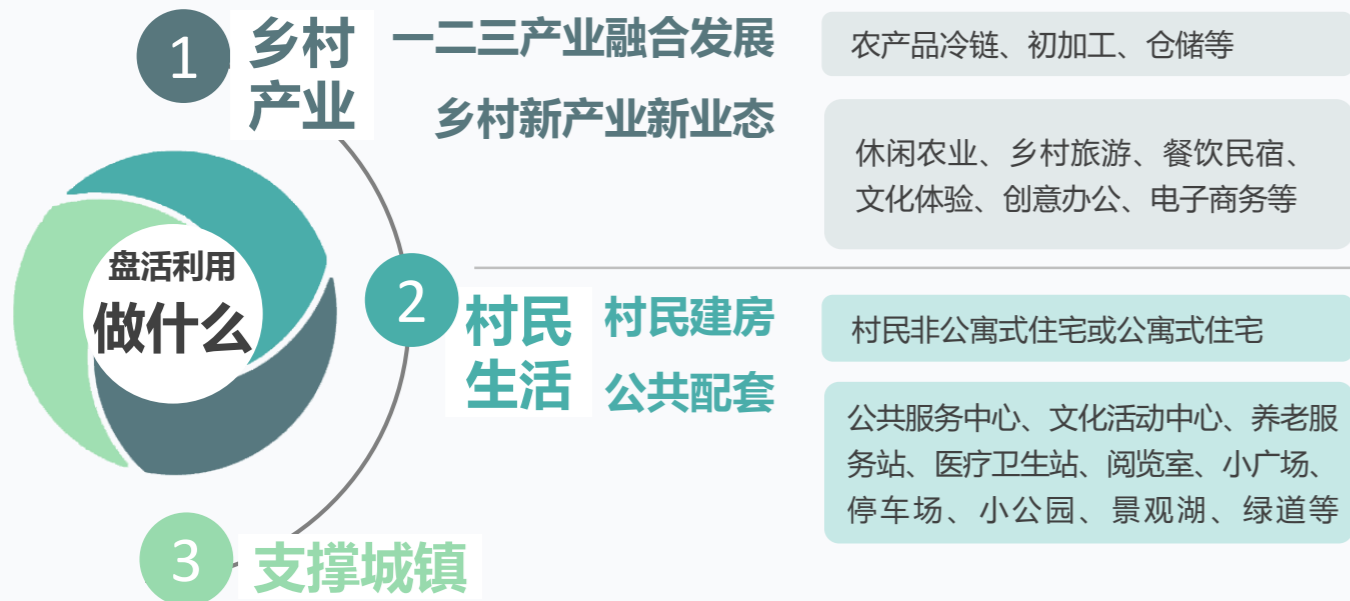 盘活利用
做什么
1
乡村
产业
一二三产业融合发展
农产品冷链、初加工、仓储等
乡村新产业新业态
休闲农业、乡村旅游、餐饮民宿、
文化体验、创意办公、电子商务等
2
村民
生活
村民建房
村民非公寓式住宅或公寓式住宅
公共配套
公共服务中心、文化活动中心、养老服
务站、医疗卫生站、阅览室、小广场、
停车场、小公园、景观湖、绿道等
3
支撑城镇